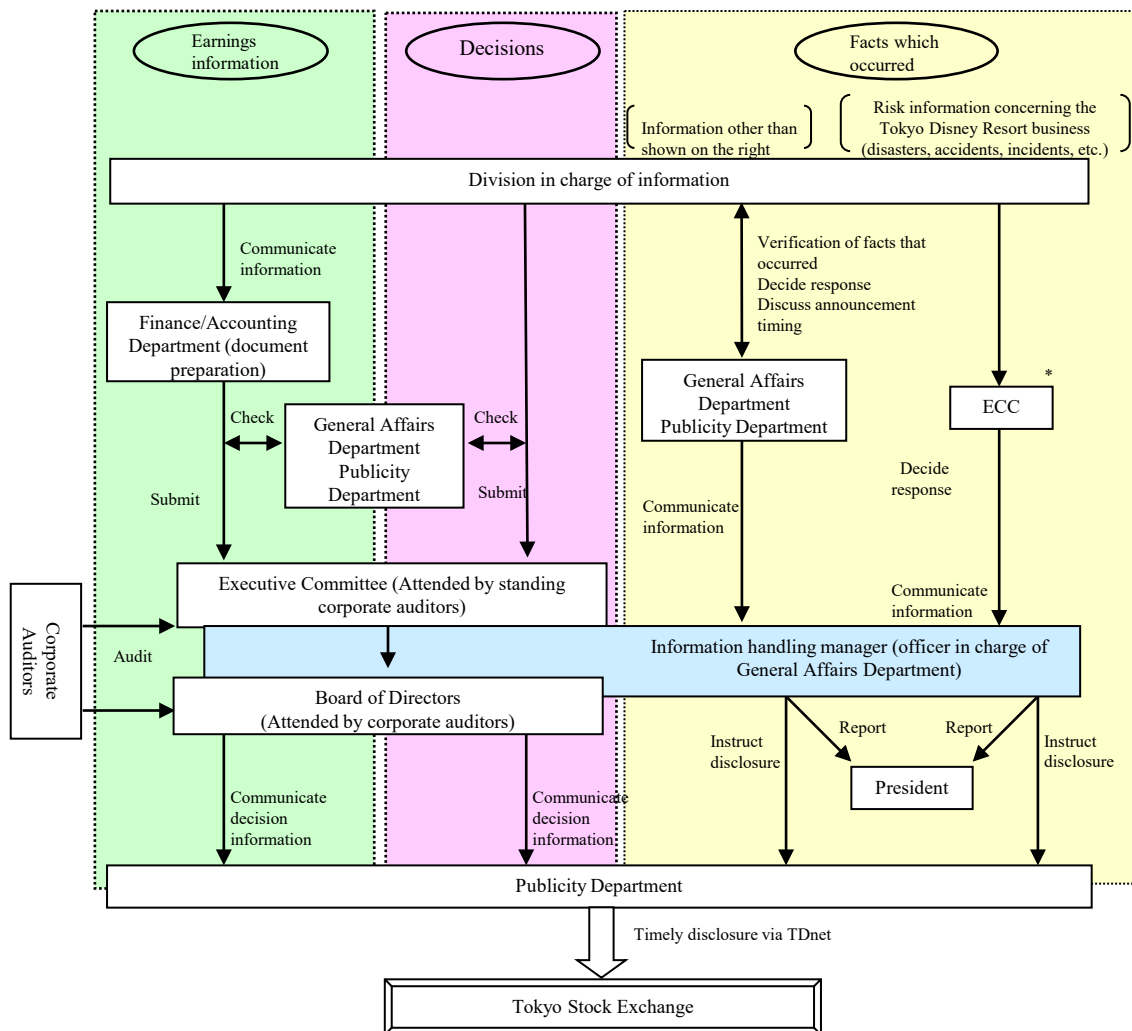 Earnings
information
Decisions
Facts which
occurred
Information other than
shown on the right
Risk information concerning the
Tokyo Disney Resort business
(disasters, accidents, incidents, etc.)
Division in charge of information
Communicate
information
Verification of facts that
occurred
Decide response
Discuss announcement
timing
Finance/Accounting
Department (document
preparation)
General Affairs
Department
Publicity Department
*
ECC
Check
General Affairs
Department
Publicity
Department
Check
Submit
Submit
Decide
response
Communicate
information
Executive Committee (Attended by standing
corporate auditors)
Communicate
information
Corporate
Auditors
Audit
Information handling manager (officer in charge of
General Affairs Department)
Board of Directors
(Attended by corporate auditors)
Instruct
disclosure
Report
Report
Instruct
disclosure
President
Communicate
decision
information
Communicate
decision
information
Publicity Department
Timely disclosure via TDnet
Tokyo Stock Exchange